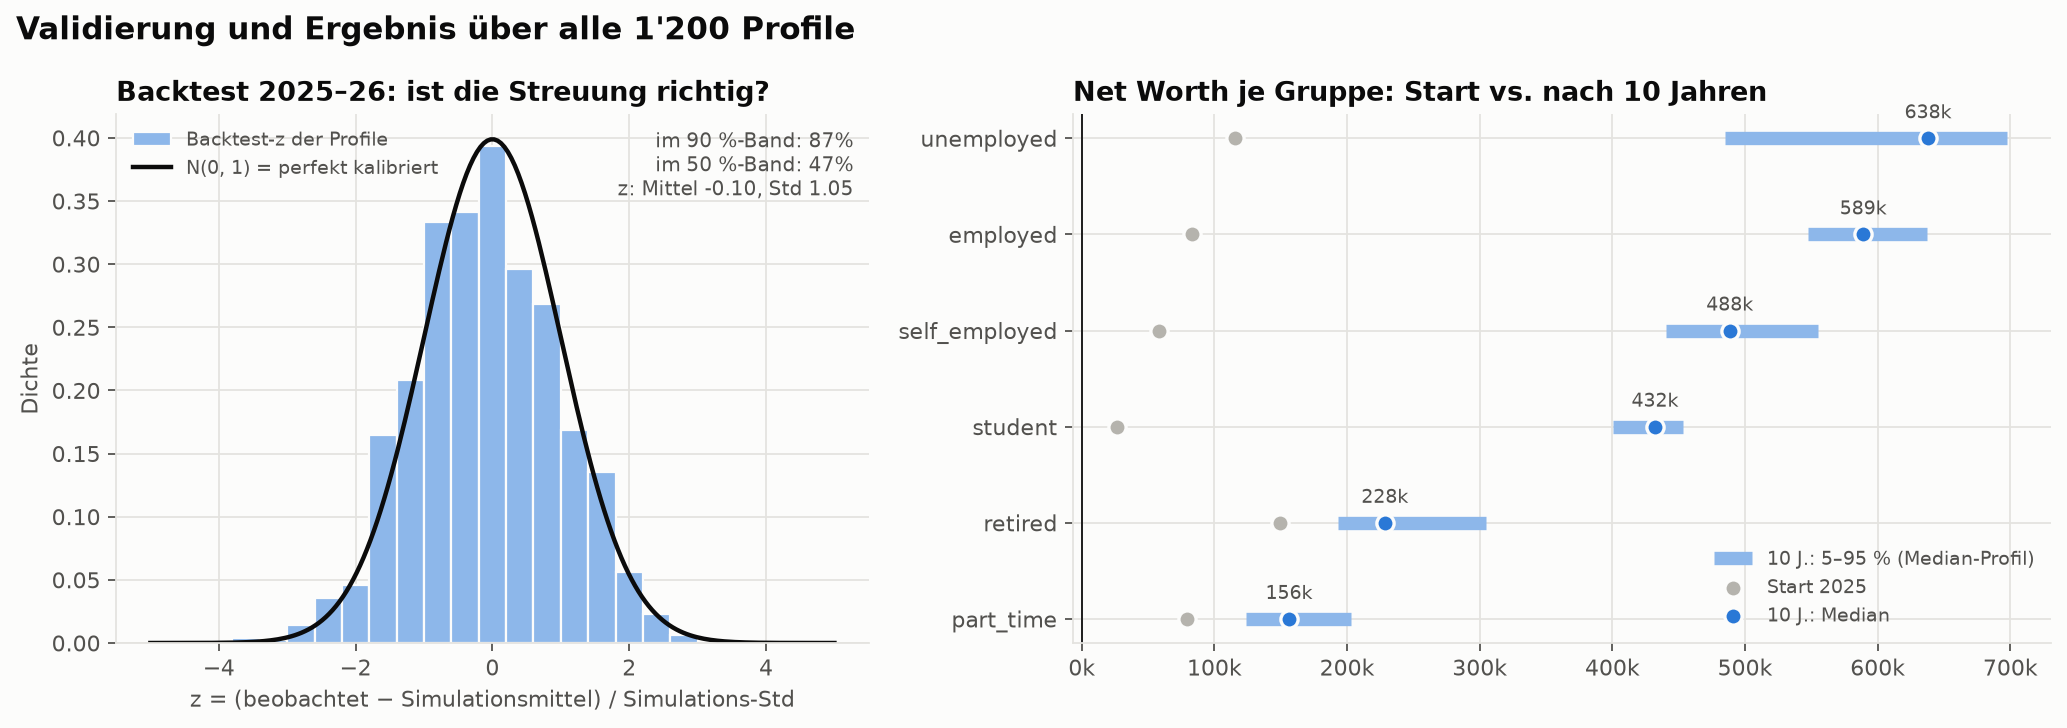 Validierung und Ergebnis über alle 1'200 Profile
Backtest 2025–26: ist die Streuung richtig?
Backtest-z der Profile
N(0, 1) = perfekt kalibriert
im 90 %-Band: 87%
im 50 %-Band: 47%
z: Mittel -0.10, Std 1.05
Dichte
0.40
0.35
0.30
0.25
0.20
0.15
0.10
0.05
0.00
−4
−2
0
2
4
z = (beobachtet − Simulationsmittel) / Simulations-Std
Net Worth je Gruppe: Start vs. nach 10 Jahren
unemployed
638k
employed
589k
self_employed
488k
student
432k
retired
228k
part_time
156k
10 J.: 5–95 % (Median-Profil)
Start 2025
10 J.: Median
0k
100k
200k
300k
400k
500k
600k
700k